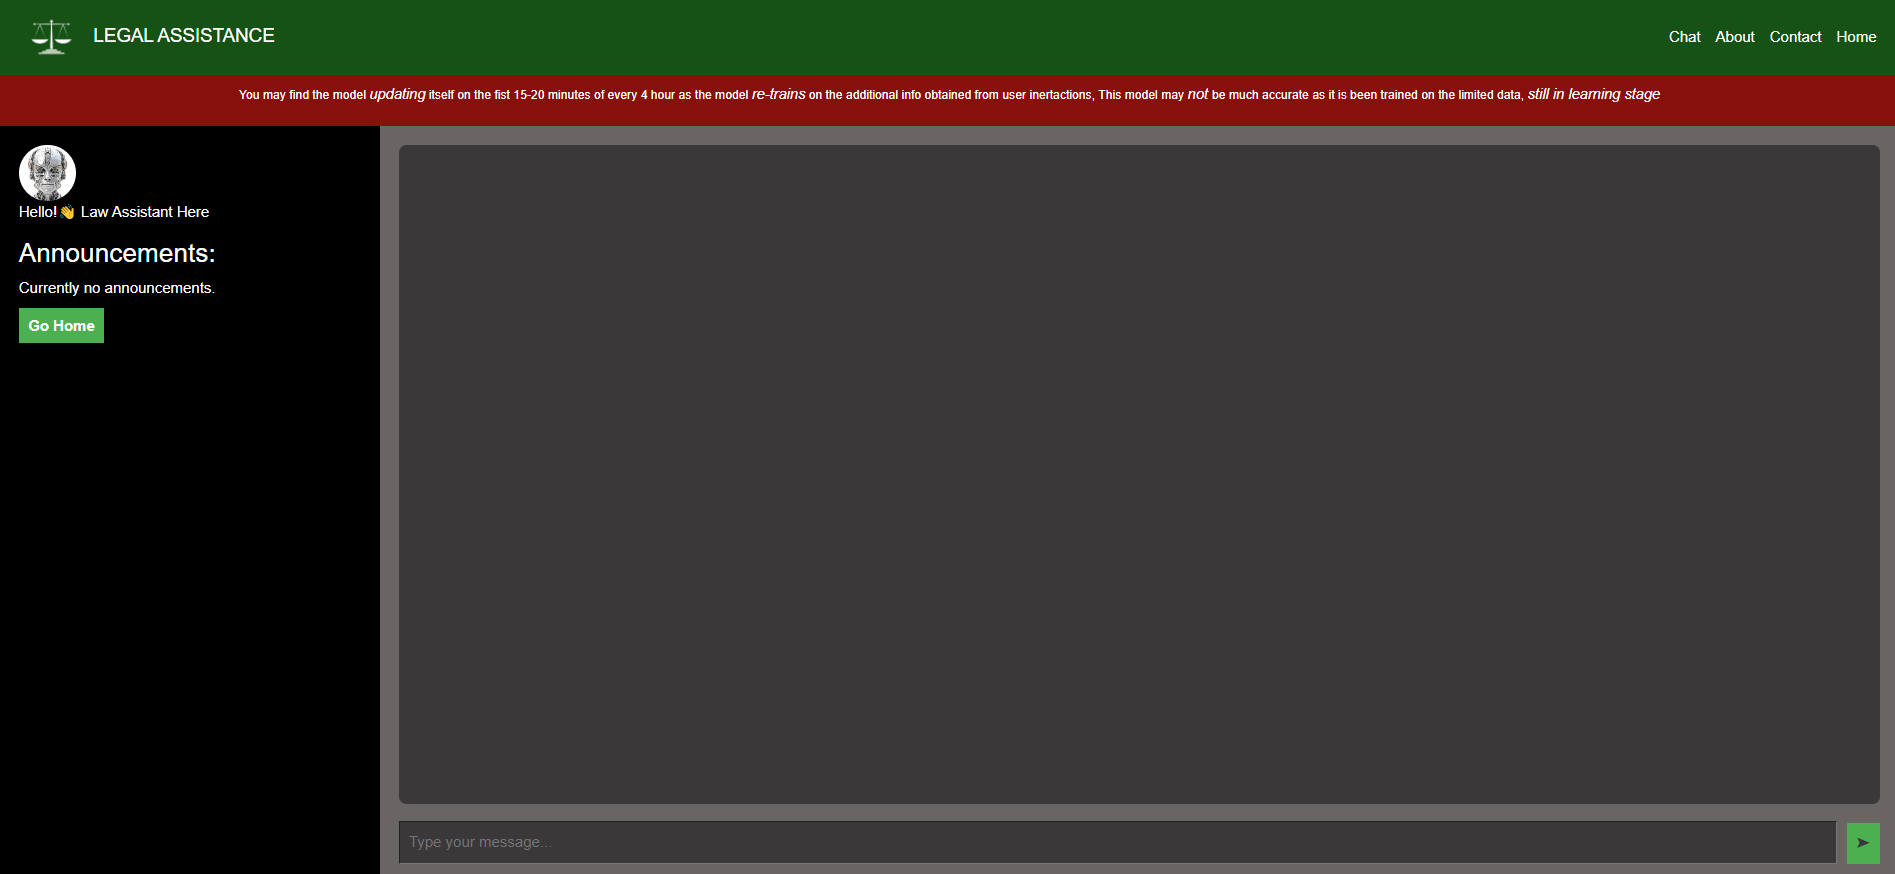 LEGAL ASSISTANCE
Chat About Contact Home
You may find the model updating itself on the fist 15-20 minutes of every 4 hour as the model re-trains on the additional info obtained from user inertactions, This model may not be much accurate as it is been trained on the limited data, still in learning stage
Hello!👋 Law Assistant Here
Announcements:
Currently no announcements.
Go Home
Type your message...